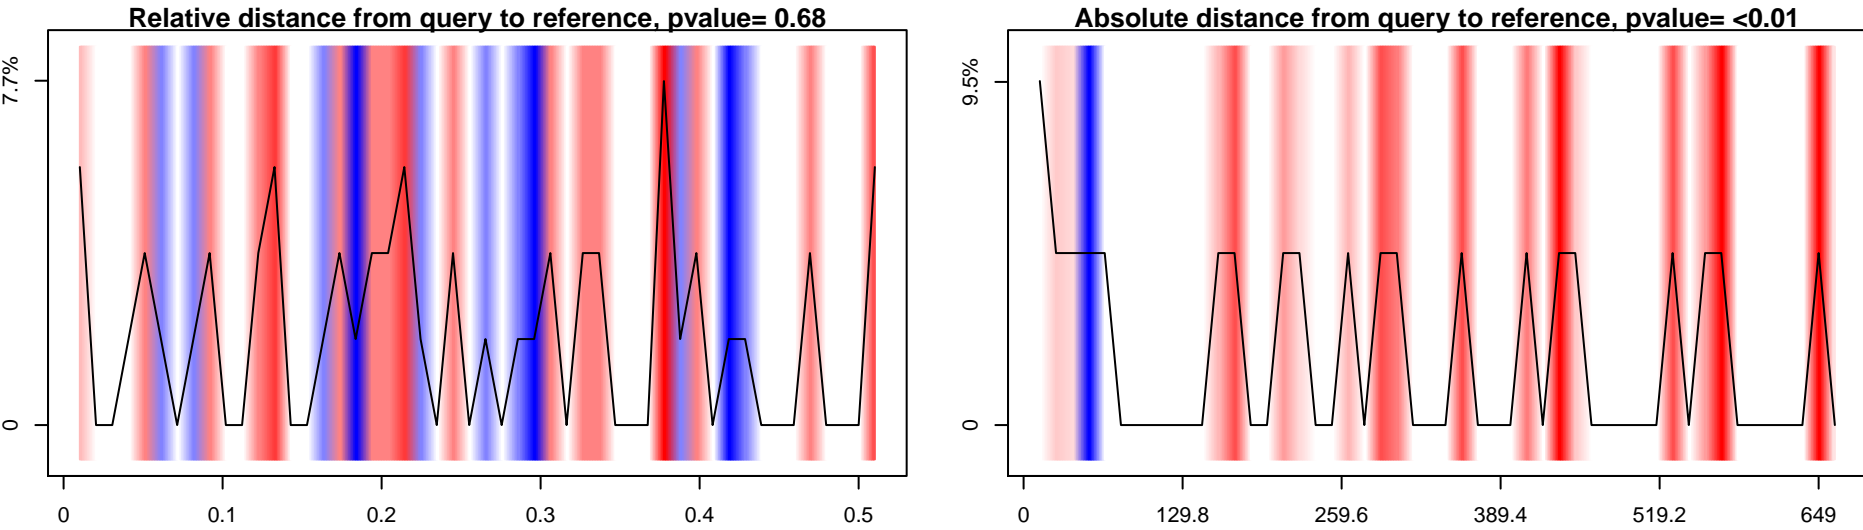 Relative distance from query to reference, pvalue= 0.68
7.7%
0
0 0.1 0.2 0.3 0.4 0.5
Absolute distance from query to reference, pvalue= <0.01
9.5%
0
0 129.8 259.6 389.4 519.2 649